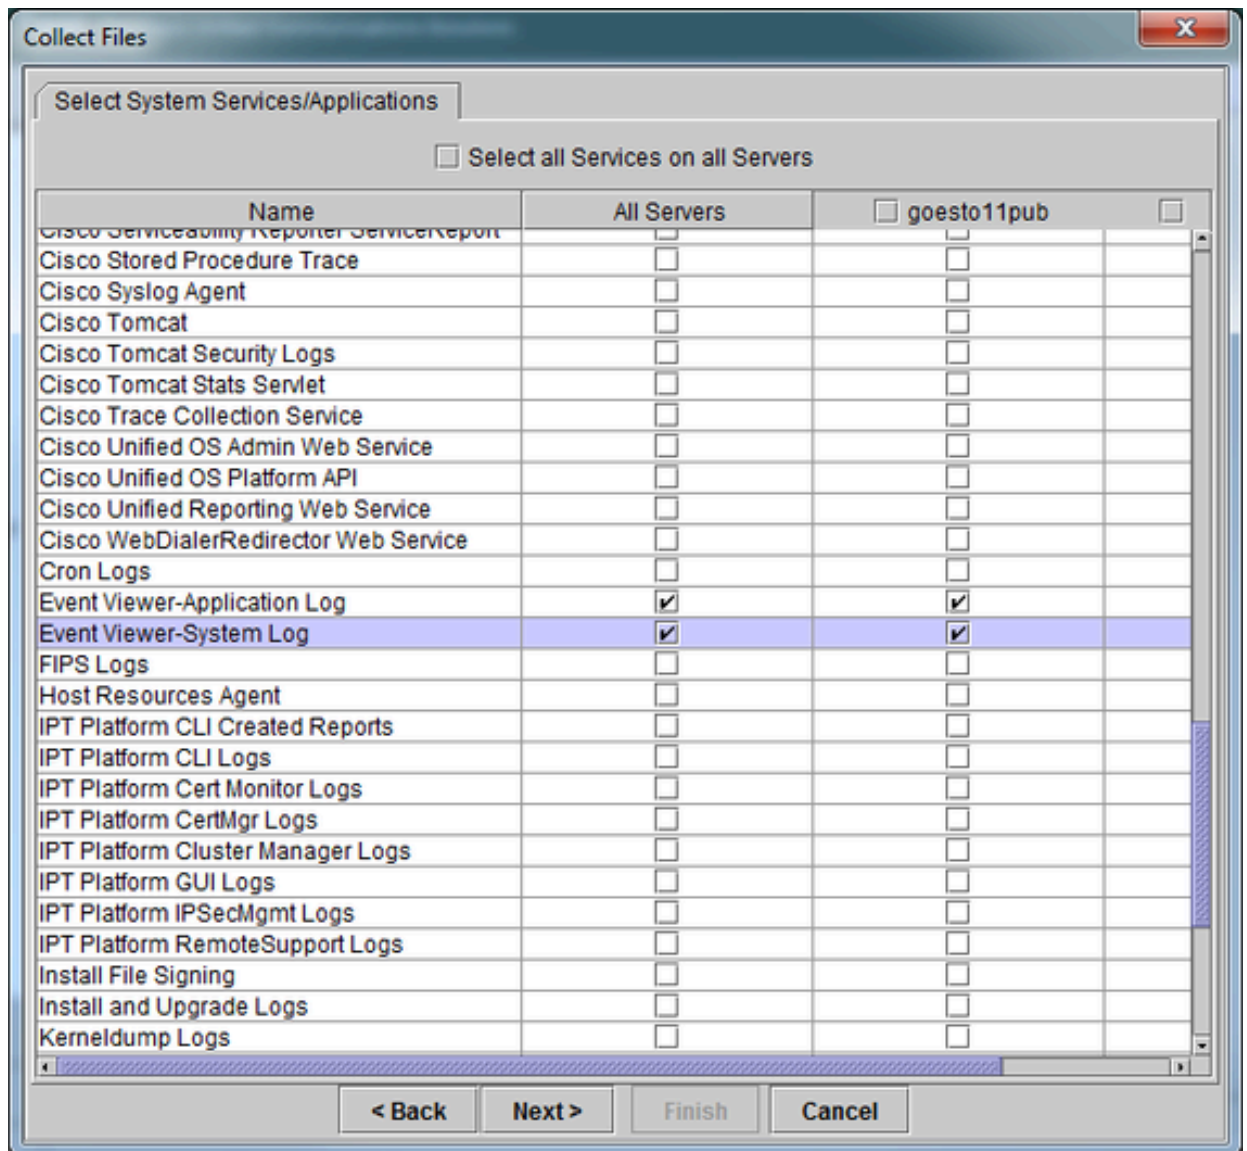 Collect Files
Select System Services/Applications
Select all Services on all Servers
Name All Servers goesto11pub
Cisco Serviceability Reporter ServiceReport
Cisco Stored Procedure Trace
Cisco Syslog Agent
Cisco Tomcat
Cisco Tomcat Security Logs
Cisco Tomcat Stats Servlet
Cisco Trace Collection Service
Cisco Unified OS Admin Web Service
Cisco Unified OS Platform API
Cisco Unified Reporting Web Service
Cisco WebDialerRedirector Web Service
Cron Logs
Event Viewer-Application Log
Event Viewer-System Log
FIPS Logs
Host Resources Agent
IPT Platform CLI Created Reports
IPT Platform CLI Logs
IPT Platform Cert Monitor Logs
IPT Platform CertMgr Logs
IPT Platform Cluster Manager Logs
IPT Platform GUI Logs
IPT Platform IPSecMgmt Logs
IPT Platform RemoteSupport Logs
Install File Signing
Install and Upgrade Logs
Kerneldump Logs
< Back Next > Finish Cancel